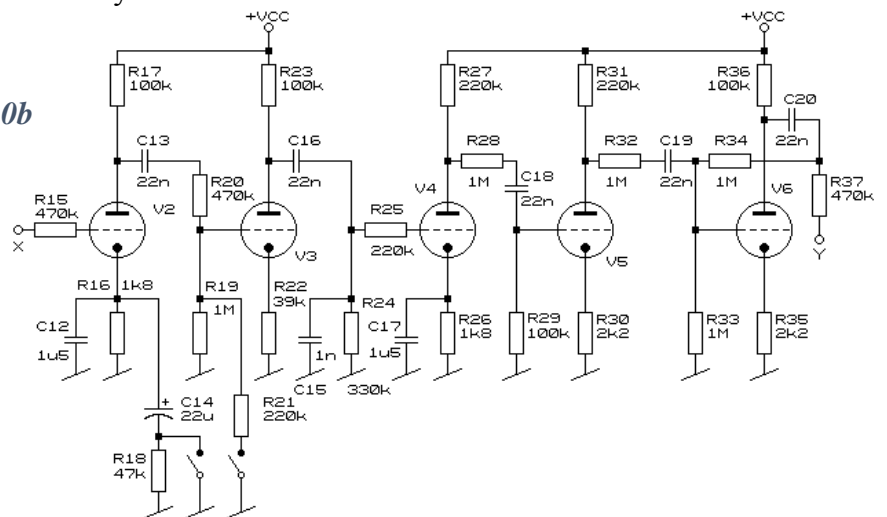 +VCC
+VCC
R17
100k
R23
100k
R27
220k
R31
220k
R36
100k
C20
22n
0b
C13
22n
C16
22n
R28
1M
R32
1M
C19
22n
R34
1M
R20
470k
C18
22n
V4
V6
R15
470k
V2
R25
220k
R37
470k
X
V3
V5
Y
R16
1k8
R19
1M
R22
39k
R24
C12
1u5
1n
C17
1u5
R26
1k8
R29
100k
R30
2k2
R33
1M
R35
2k2
C15
330k
+
C14
22u
R21
220k
R18
47k